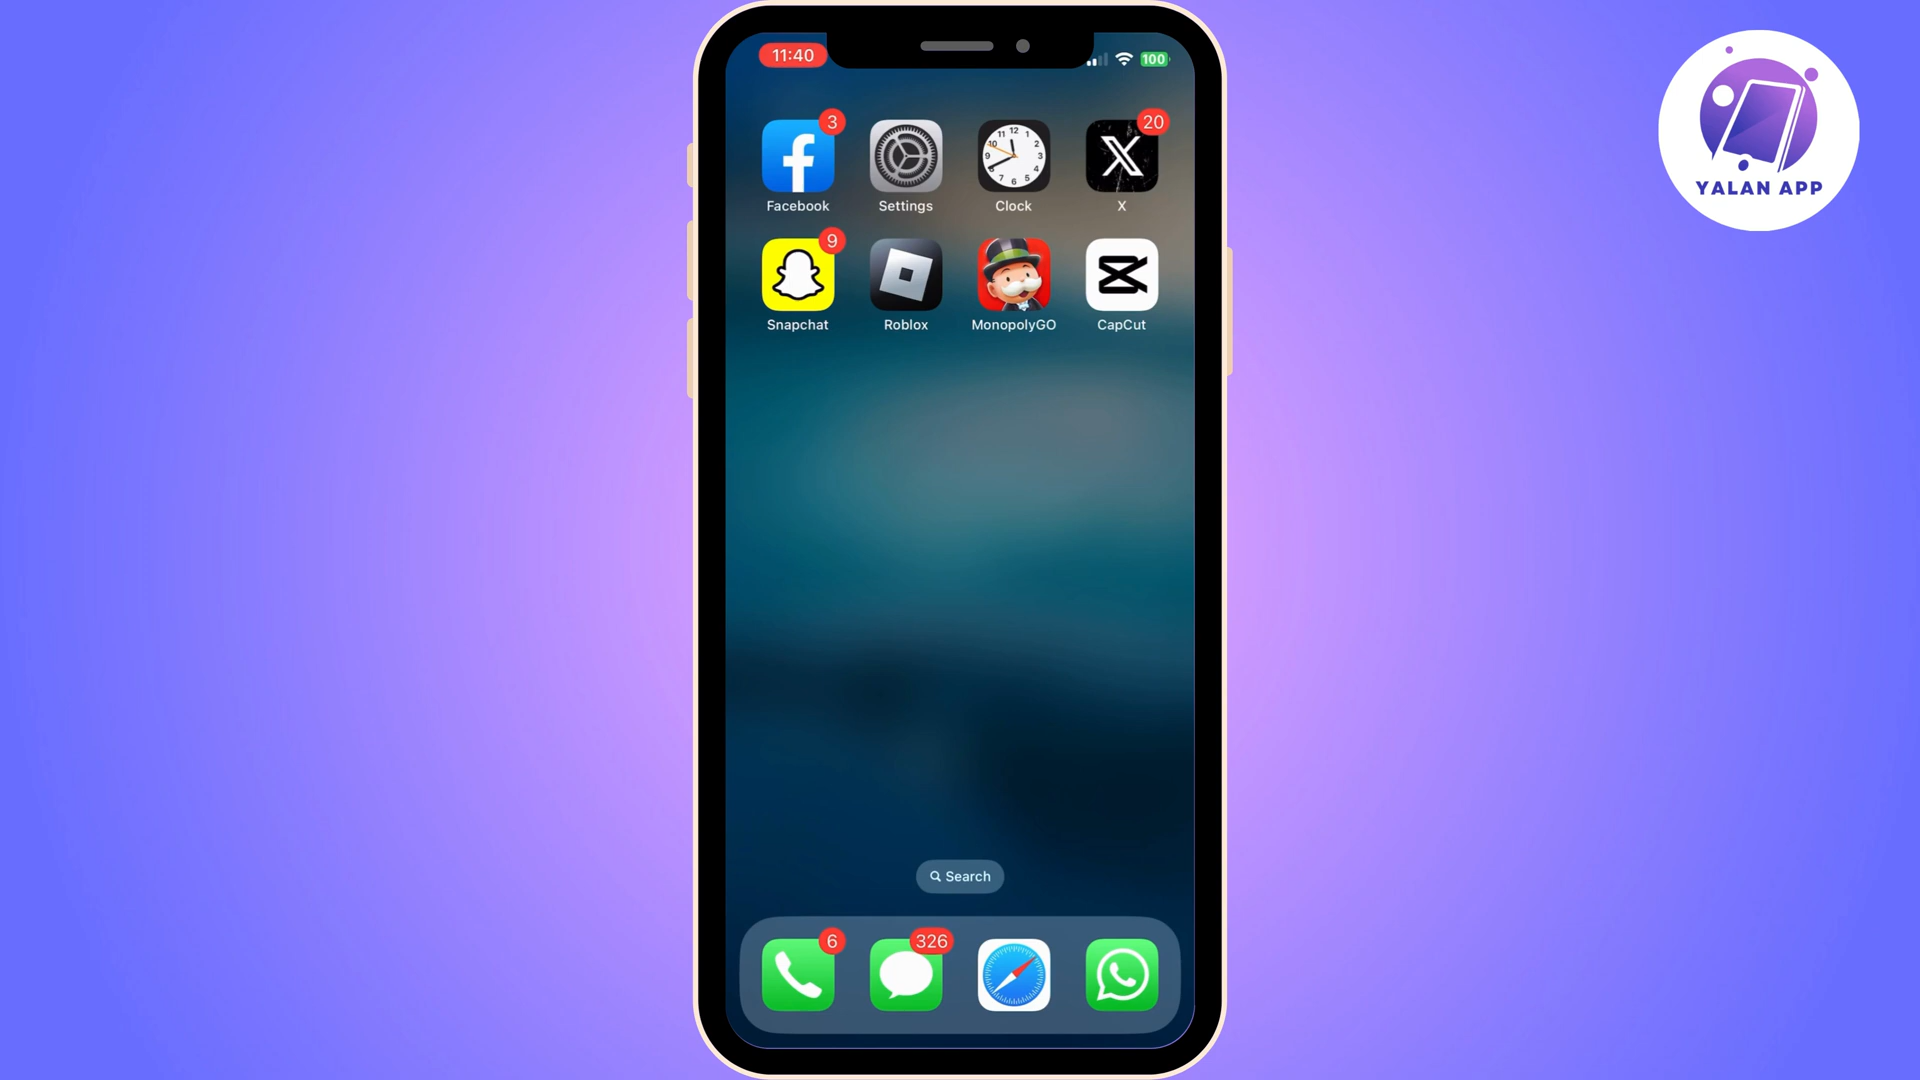 11:40
100
3
20
Facebook
Settings
Clock
X
9
Snapchat
Roblox
MonopolyGO
CapCut
Search
6
326
YALAN APP